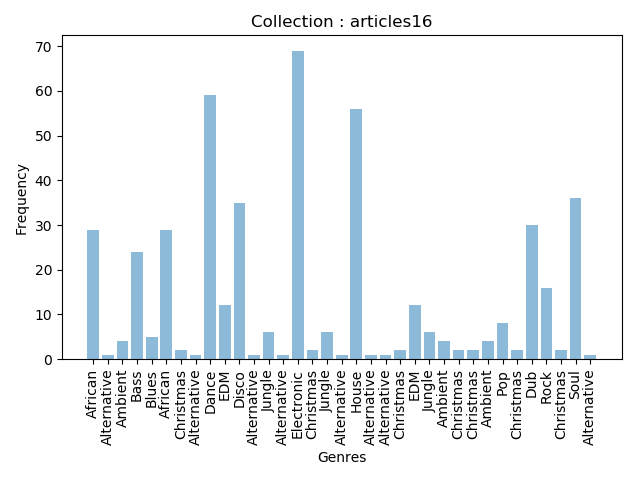 Collection : articles16
Frequency
70
60
50
40
30
20
10
0
African
Alternative
Ambient
Bass
Blues
African
Christmas
Alternative
Dance
EDM
Disco
Alternative
Jungle
Alternative
Electronic
Christmas
Jungle
Alternative
House
Alternative
Alternative
Christmas
EDM
Jungle
Ambient
Christmas
Christmas
Ambient
Pop
Christmas
Dub
Rock
Christmas
Soul
Alternative
Genres